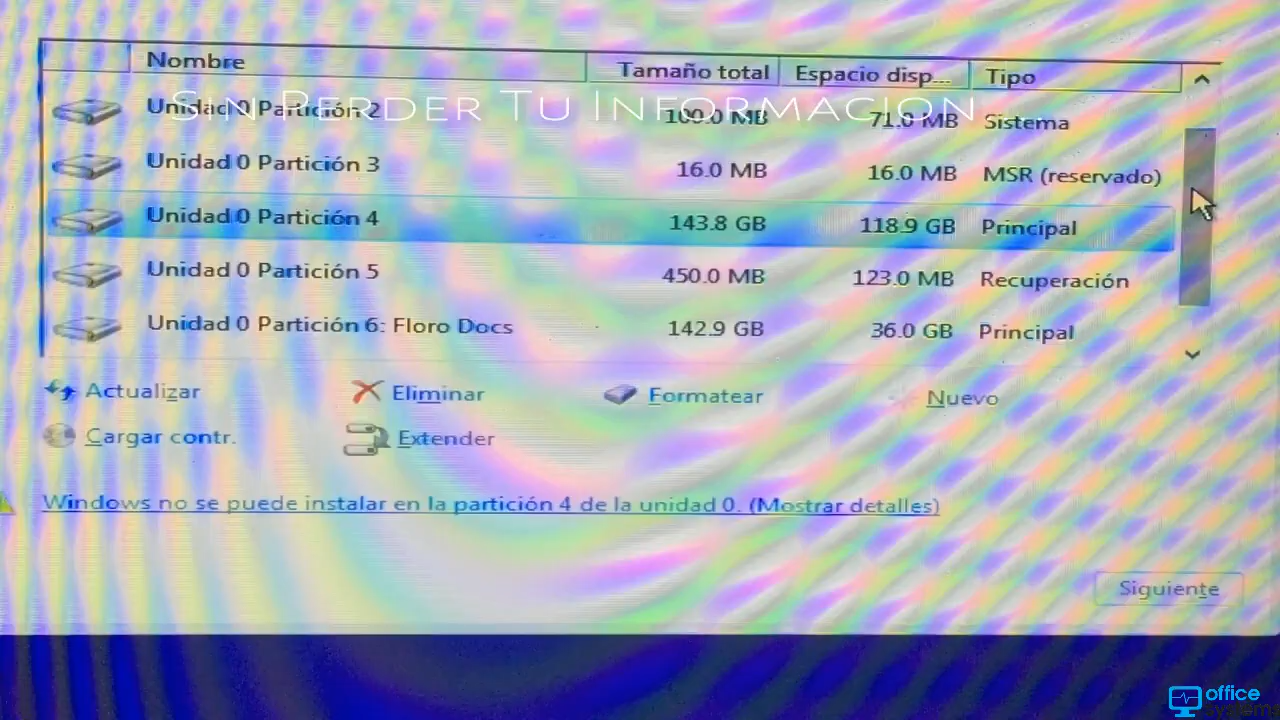 Nombre Tamaño total Espacio disp... Tipo
Sin Perder Tu Informacion
Unidad 0 Partición 2 100.0 MB 71.0 MB Sistema
Unidad 0 Partición 3 16.0 MB 16.0 MB MSR (reservado)
Unidad 0 Partición 4 143.8 GB 118.9 GB Principal
Unidad 0 Partición 5 450.0 MB 123.0 MB Recuperación
Unidad 0 Partición 6: Floro Docs 142.9 GB 36.0 GB Principal
Actualizar Eliminar Formatear Nuevo
Cargar contr. Extender
Windows no se puede instalar en la partición 4 de la unidad 0. (Mostrar detalles)
Siguiente
office
systems